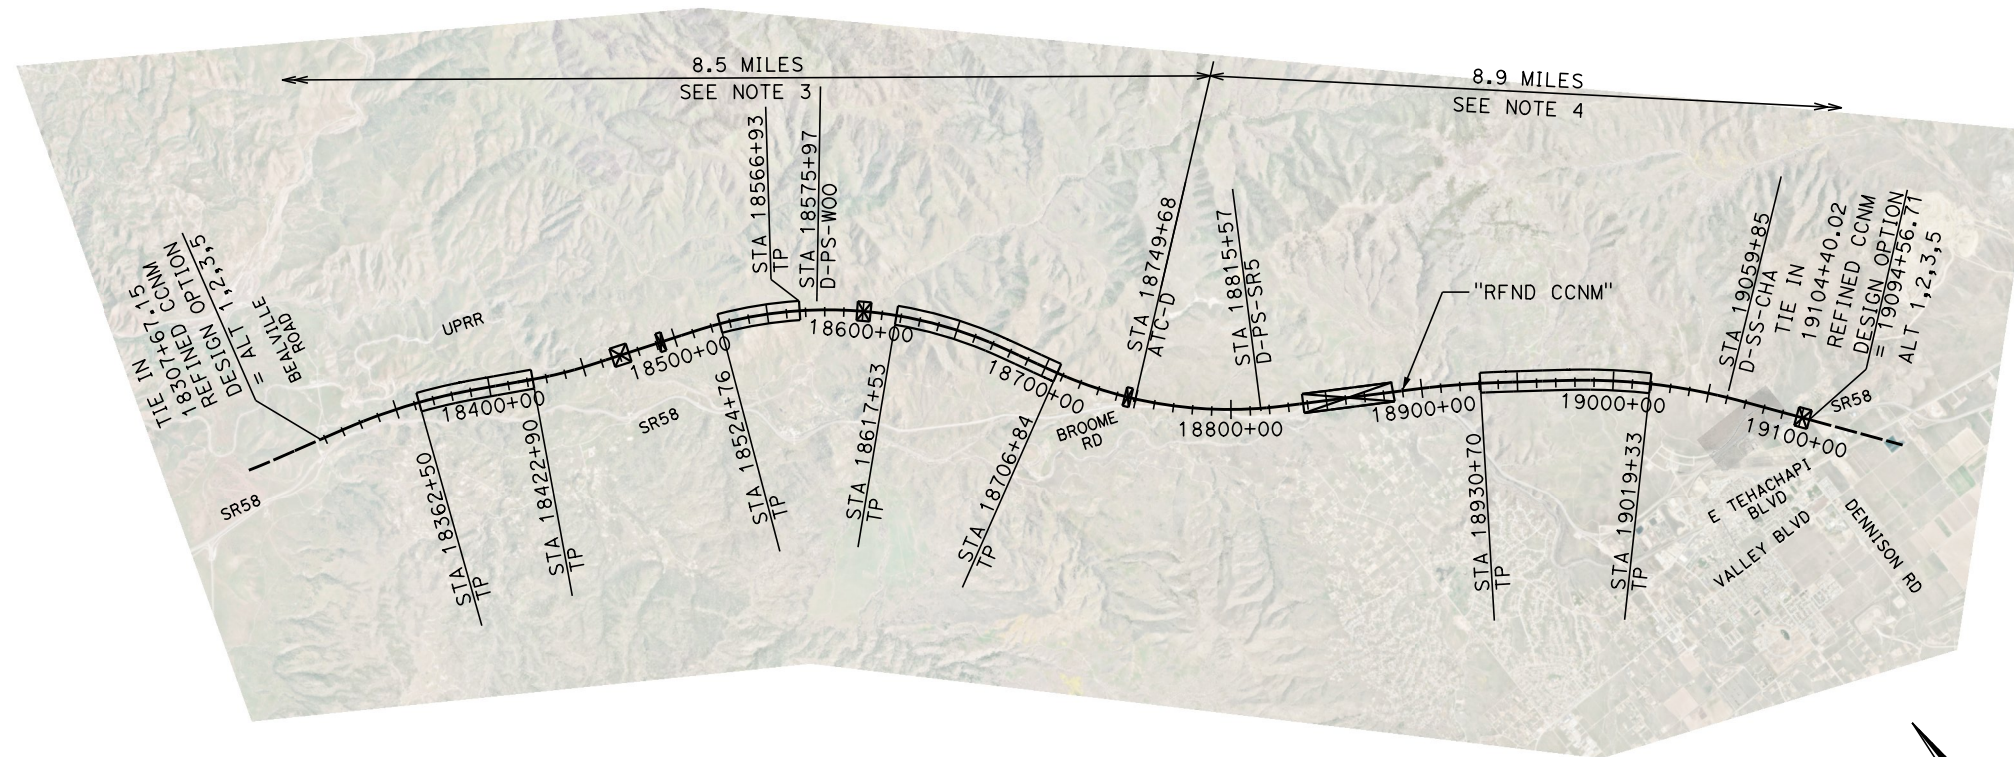 8.5 MILES
SEE NOTE 3
8.9 MILES
SEE NOTE 4
TIE IN
18307+67.15
REFINED CCNM
DESIGN OPTION
= ALT 1,2,3,5
BEALVILLE
ROAD
UPRR
STA 18566+93
TP
STA 18575+97
D-PS-WOO
STA 18749+68
ATC-D
STA 18815+57
D-PS-SR5
"RFND CCNM"
STA 19059+85
D-SS-CHA
TIE IN
19104+40.02
REFINED CCNM
DESIGN OPTION
= 19094+56.71
ALT 1,2,3,5
18400+00
18500+00
18600+00
18700+00
18800+00
18900+00
19000+00
19100+00
SR58
SR58
SR58
BROOME
RD
STA 18362+50
TP
STA 18422+90
TP
STA 18524+76
TP
STA 18617+53
TP
STA 18706+84
TP
STA 18930+70
TP
STA 19019+33
TP
E TEHACHAPI
BLVD
VALLEY BLVD
DENNISON RD